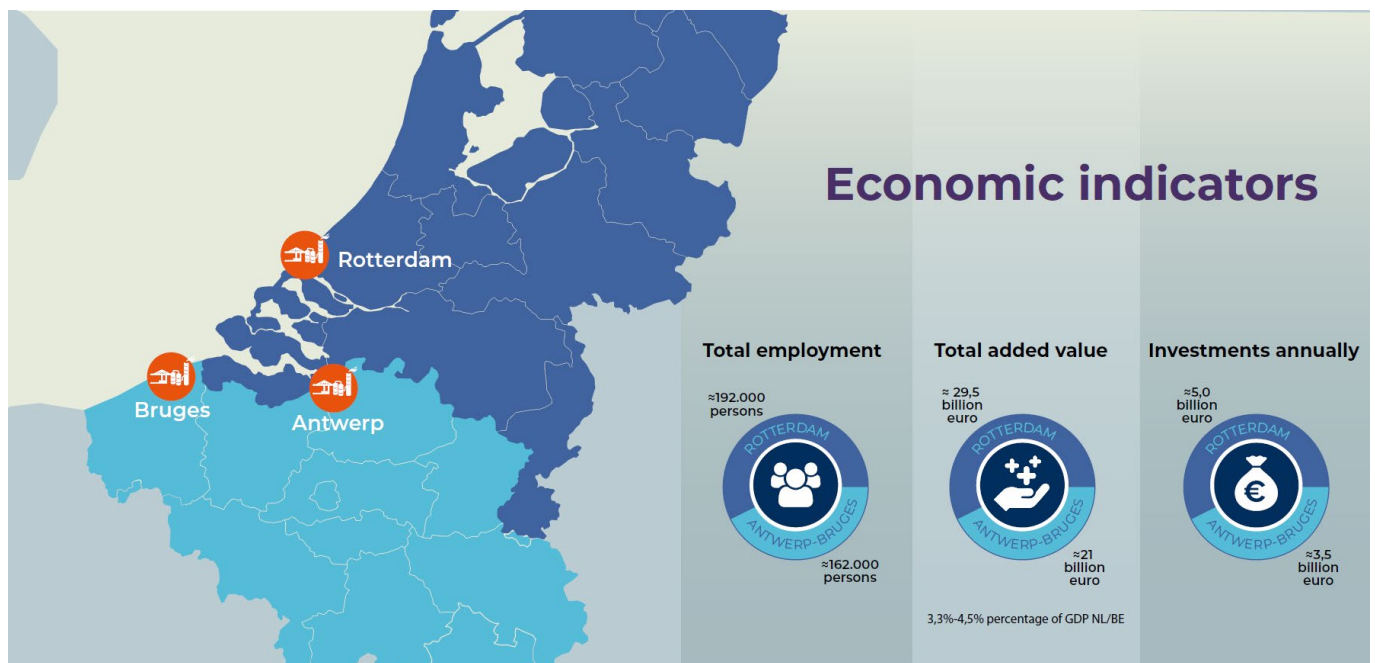 Economic indicators
Rotterdam
Bruges
Antwerp
Total employment
≈192.000
persons
ROTTERDAM
ANTWERP-BRUGES
≈162.000
persons
Total added value
≈ 29,5
billion
euro
ROTTERDAM
ANTWERP-BRUGES
≈21
billion
euro
3,3%-4,5% percentage of GDP NL/BE
Investments annually
≈5,0
billion
euro
ROTTERDAM
€
ANTWERP-BRUGES
≈3,5
billion
euro